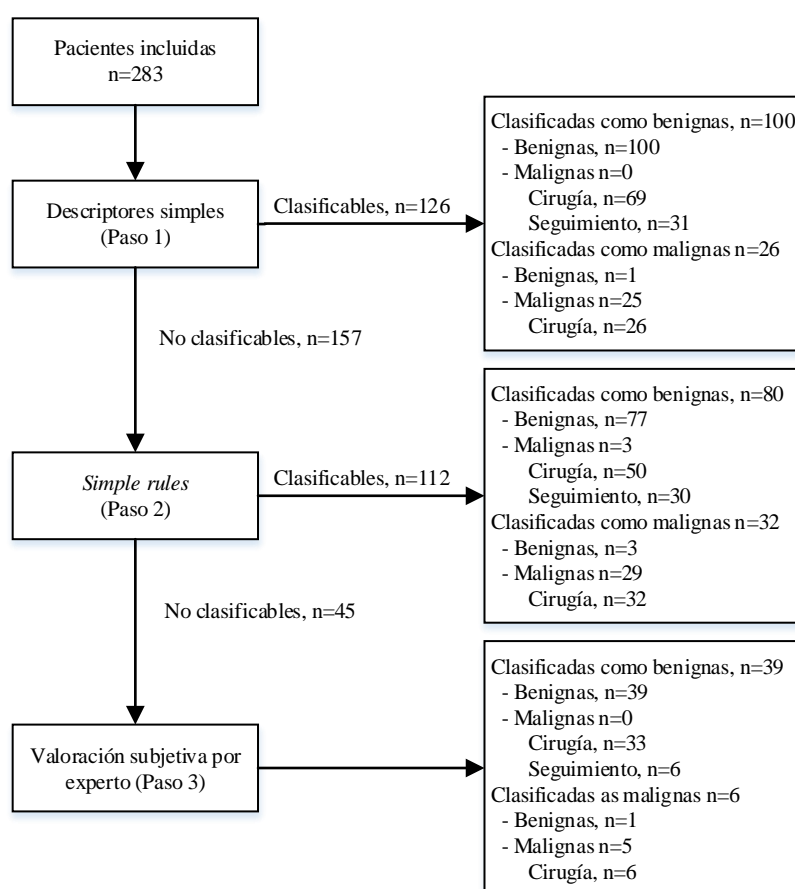 Pacientes incluidas
n=283
Clasificadas como benignas, n=100
- Benignas, n=100
- Malignas n=0
Cirugía, n=69
Seguimiento, n=31
Clasificadas como malignas n=26
- Benignas, n=1
- Malignas n=25
Cirugía, n=26
Descriptores simples
(Paso 1)
Clasificables, n=126
No clasificables, n=157
Clasificadas como benignas, n=80
- Benignas, n=77
- Malignas n=3
Cirugía, n=50
Seguimiento, n=30
Clasificadas como malignas n=32
- Benignas, n=3
- Malignas n=29
Cirugía, n=32
Simple rules
(Paso 2)
Clasificables, n=112
No clasificables, n=45
Clasificadas como benignas, n=39
- Benignas, n=39
- Malignas n=0
Cirugía, n=33
Seguimiento, n=6
Clasificadas as malignas n=6
- Benignas, n=1
- Malignas n=5
Cirugía, n=6
Valoración subjetiva por
experto (Paso 3)